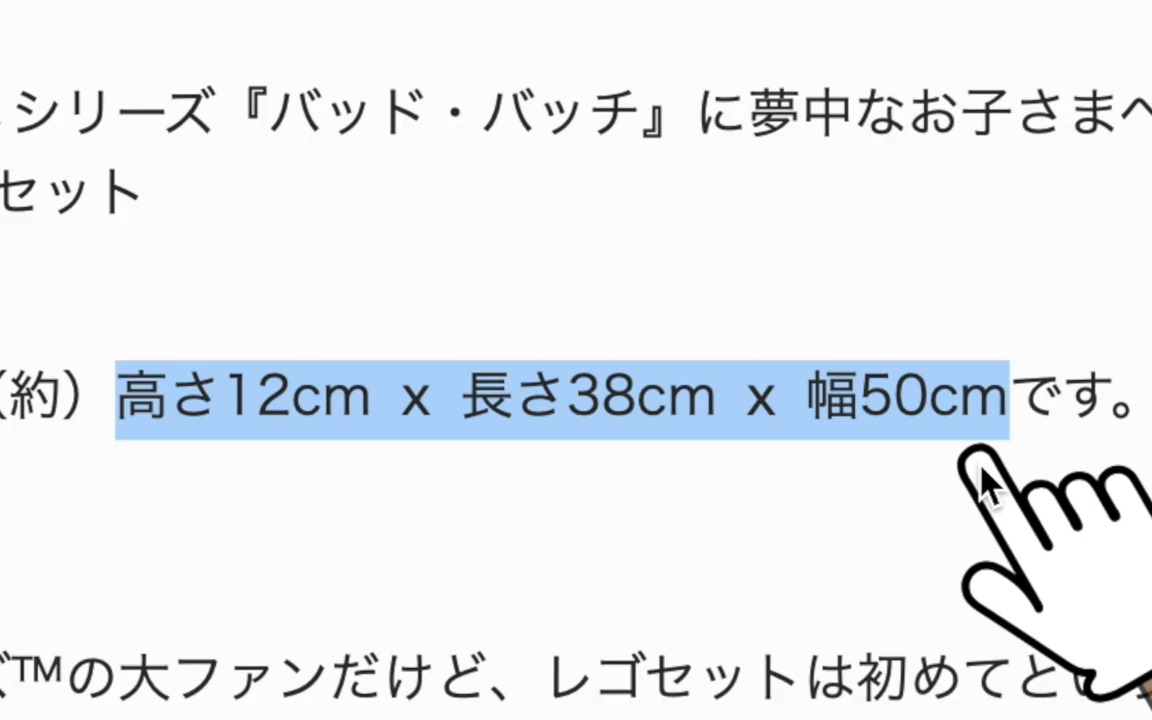 シリーズ『バッド・バッチ』に夢中なお子さまへ
セット
（約）高さ12cm x 長さ38cm x 幅50cmです。
ズ™の大ファンだけど、レゴセットは初めてと